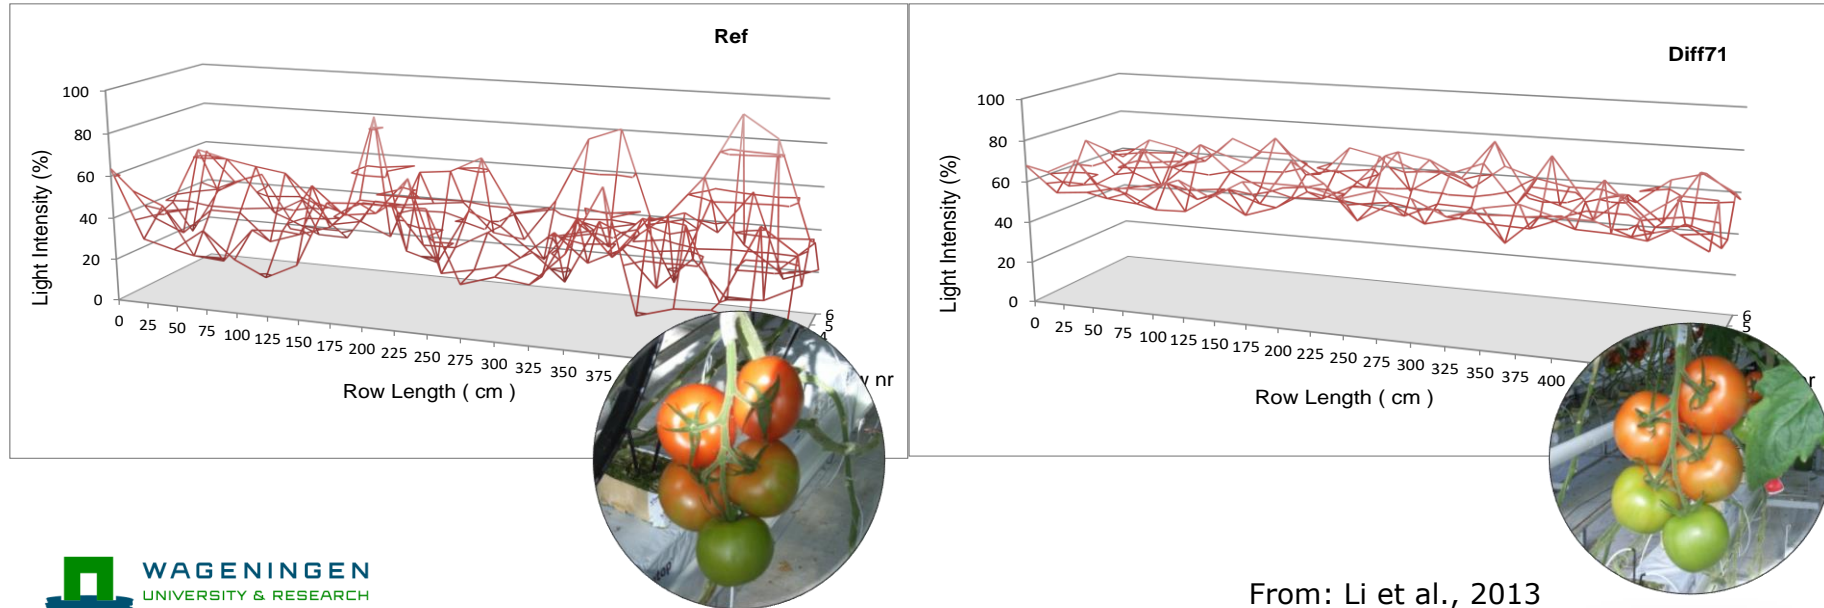 Ref
Light Intensity (%)
100
80
60
40
20
0
0 25 50 75 100 125 150 175 200 225 250 275 300 325 350 375
6
5
4
Row Length ( cm )
nr
Diff71
Light Intensity (%)
100
80
60
40
20
0
0 25 50 75 100 125 150 175 200 225 250 275 300 325 350 375 400
6
5
Row Length ( cm )
WAGENINGEN
UNIVERSITY & RESEARCH
From: Li et al., 2013